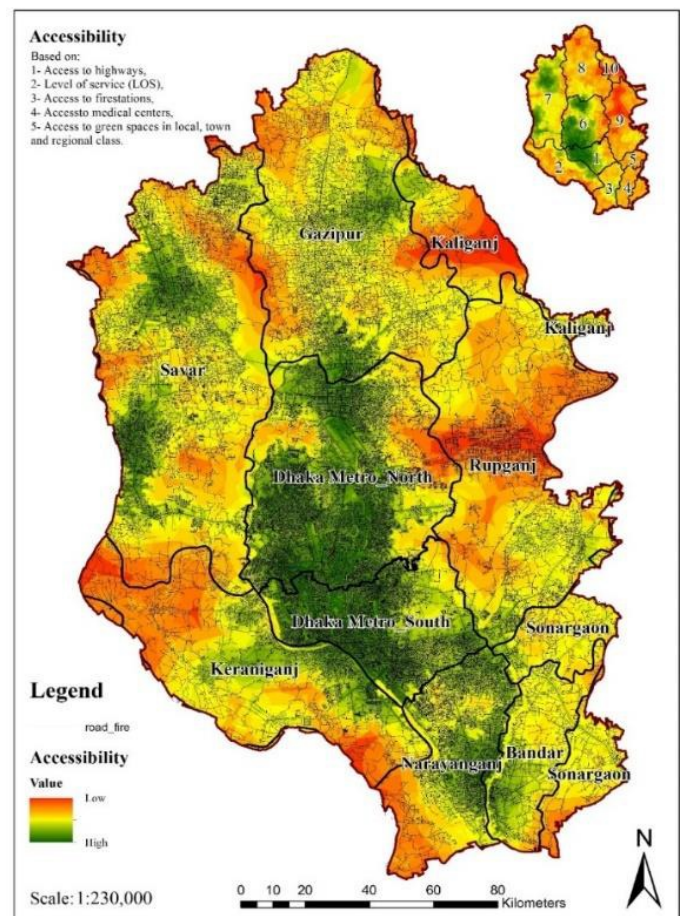 Accessibility
Based on:
1- Access to highways,
2- Level of service (LOS),
3- Access to firestations,
4- Accessto medical centers,
5- Access to green spaces in local, town
and regional class.
8
10
7
6
9
1
2
5
3
4
Gazipur
Kaliganj
Kaliganj
Savar
Rupganj
Dhaka Metro_North
Dhaka Metro_South
Sonargaon
Keraniganj
Narayanganj
Bandar
Sonargaon
Legend
road_fire
Accessibility
Value
Low
High
N
Scale: 1:230,000
0 10 20 40 60 80
Kilometers